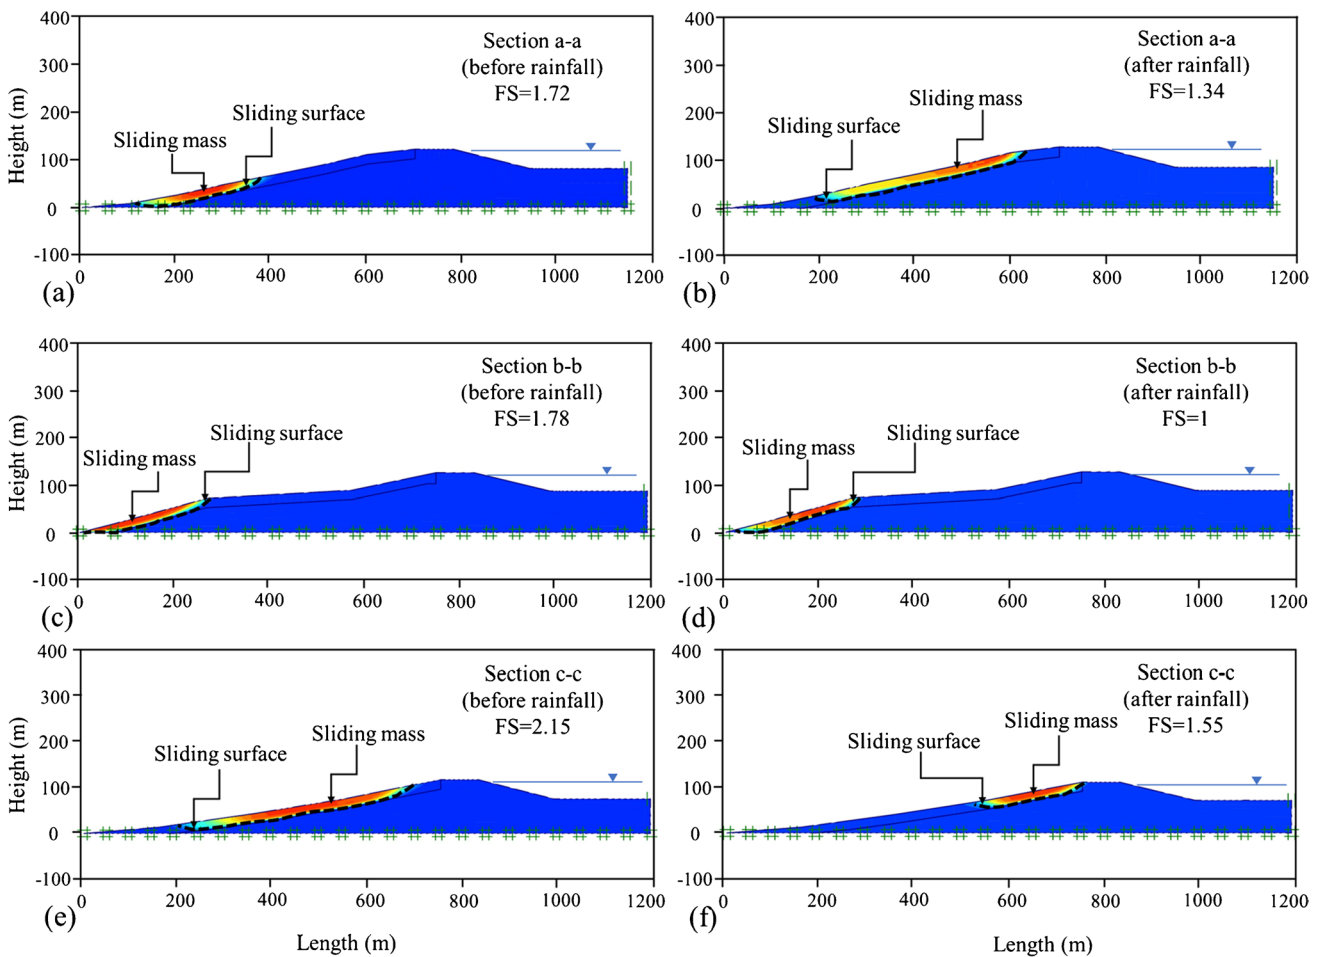 400
300
200
100
0
-100
Height (m)
Section a-a
(before rainfall)
FS=1.72
Sliding surface
Sliding mass
0
200
400
600
800
1000
1200
(a)
400
300
200
100
0
-100
Section a-a
(after rainfall)
FS=1.34
Sliding mass
Sliding surface
0
200
400
600
800
1000
1200
(b)
400
300
200
100
0
-100
Height (m)
Section b-b
(before rainfall)
FS=1.78
Sliding surface
Sliding mass
0
200
400
600
800
1000
1200
(c)
400
300
200
100
0
-100
Section b-b
(after rainfall)
FS=1
Sliding surface
Sliding mass
0
200
400
600
800
1000
1200
(d)
400
300
200
100
0
-100
Height (m)
Section c-c
(before rainfall)
FS=2.15
Sliding mass
Sliding surface
0
200
400
600
800
1000
1200
(e)
Length (m)
400
300
200
100
0
-100
Section c-c
(after rainfall)
FS=1.55
Sliding mass
Sliding surface
0
200
400
600
800
1000
1200
(f)
Length (m)